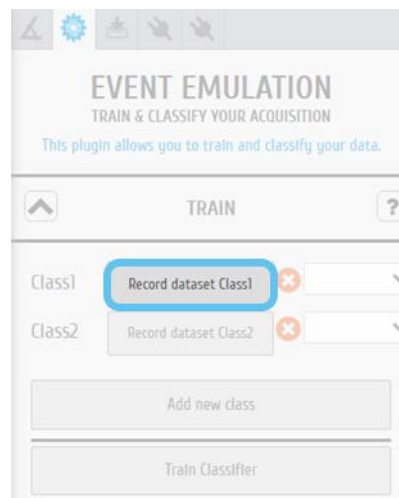 EVENT EMULATION
TRAIN & CLASSIFY YOUR ACQUISITION
This plugin allows you to train and classify your data.
TRAIN ?
Class1 Record dataset Class1
Class2 Record dataset Class2
Add new class
Train Classifier